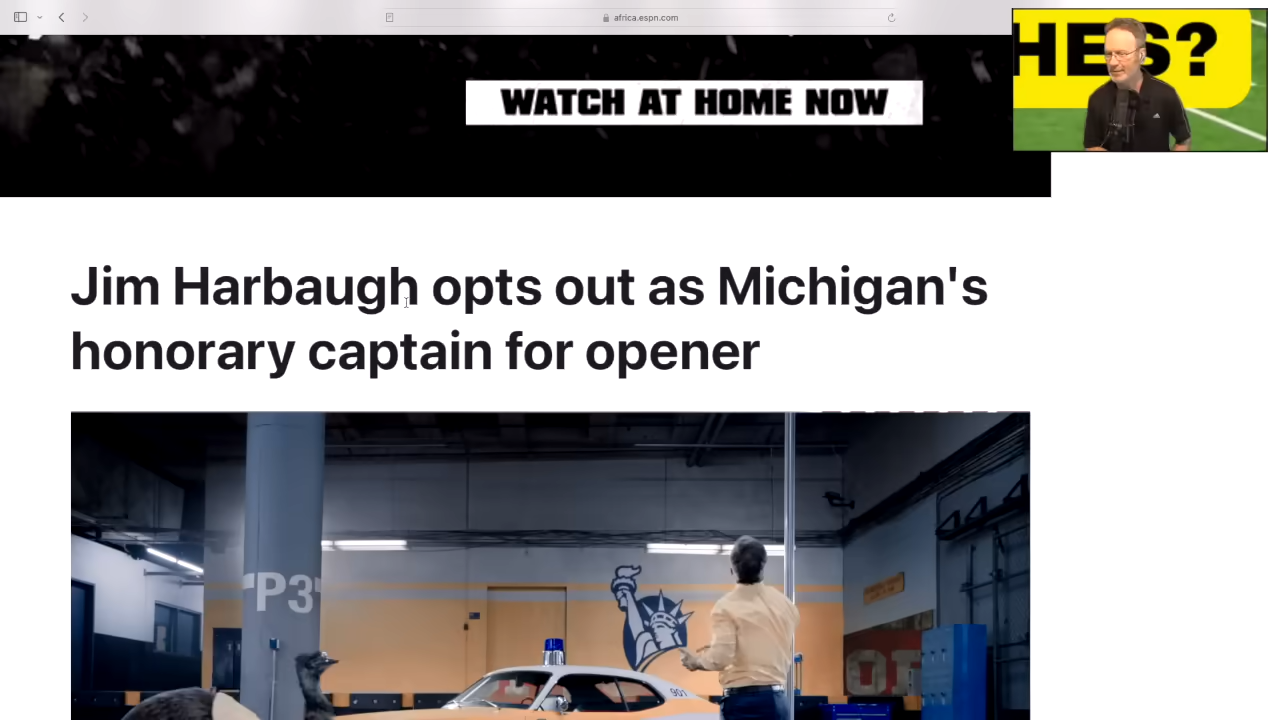 africa.espn.com
HES?
WATCH AT HOME NOW
Jim Harbaugh opts out as Michigan's
honorary captain for opener
"P3"
901